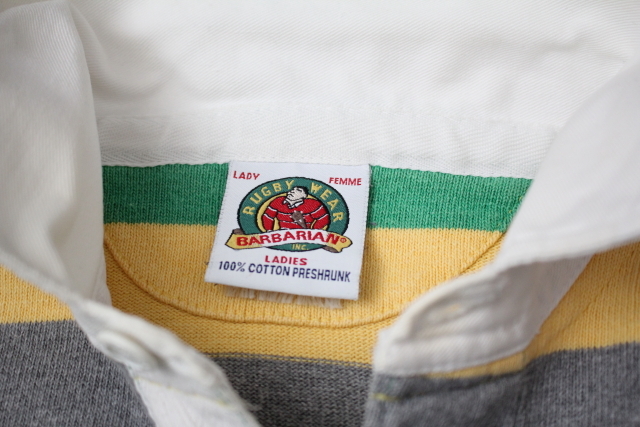 LADY FEMME
RUGBY WEAR
BARBARIAN®
INC.
LADIES
100% COTTON PRESHRUNK